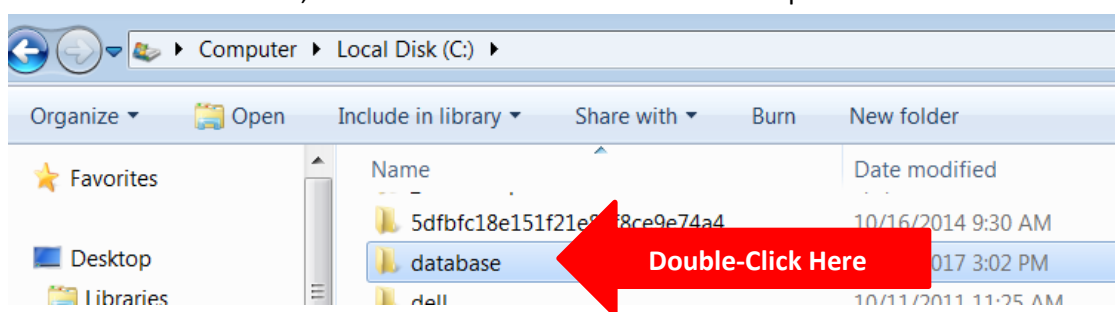 Computer Local Disk (C:)
Organize Open Include in library Share with Burn New folder
Favorites Name Date modified
10/16/2014 9:30 AM
Desktop database Double-Click Here 017 3:02 PM
Libraries dell 10/11/2011 11:25 AM